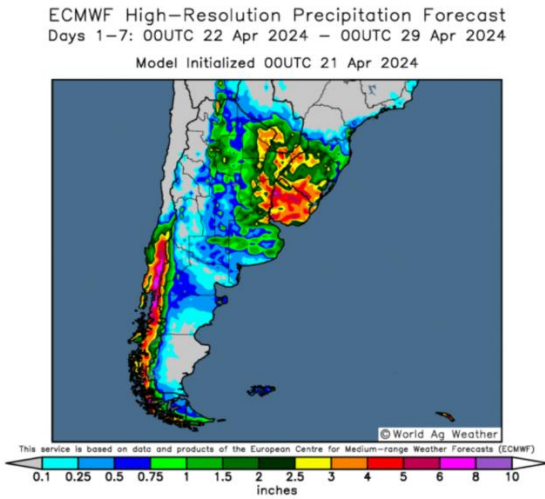 ECMWF High-Resolution Precipitation Forecast
Days 1-7: 00UTC 22 Apr 2024 - 00UTC 29 Apr 2024
Model Initialized 00UTC 21 Apr 2024
© World Ag Weather
This service is based on data and products of the European Centre for Medium-range Weather Forecasts (ECMWF)
0.1 0.25 0.5 0.75 1 1.5 2 2.5 3 4 5 6 8 10
inches